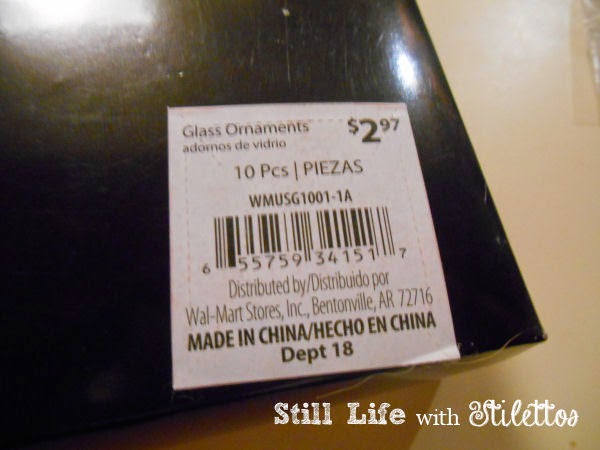 Glass Ornaments $2.97
adornos de vidrio
10 Pcs | PIEZAS
WMUSG1001-1A
6 55759 34151 7
Distributed by/Distribuido por
Wal-Mart Stores, Inc., Bentonville, AR 72716
MADE IN CHINA/HECHO EN CHINA
Dept 18
Still Life with Stilettos